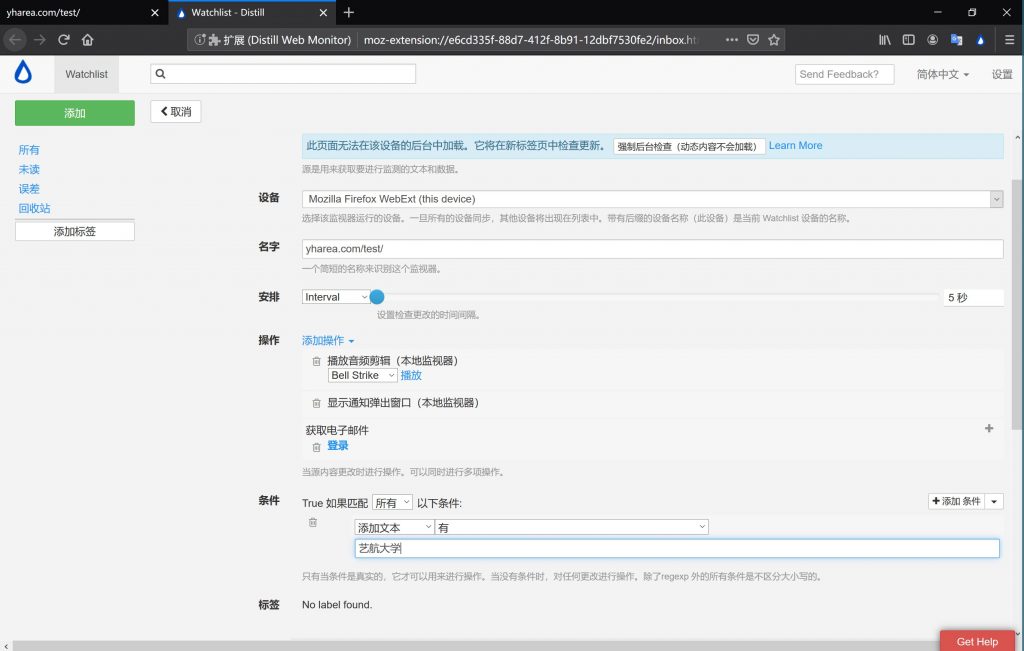 yharea.com/test/
Watchlist - Distill
扩展 (Distill Web Monitor) moz-extension://e6cd335f-88d7-412f-8b91-12dbf7530fe2/inbox.ht
Watchlist
Send Feedback?
简体中文
设置
添加
取消
所有
未读
误差
回收站
添加标签
此页面无法在该设备的后台中加载。它将在新标签页中检查更新。 强制后台检查（动态内容不会加载） Learn More
源是用来获取要进行监测的文本和数据。
设备 Mozilla Firefox WebExt (this device)
选择该监视器运行的设备。一旦所有的设备同步，其他设备将出现在列表中。带有后缀的设备名称（此设备）是当前 Watchlist 设备的名称。
名字 yharea.com/test/
一个简短的名称来识别这个监视器。
安排 Interval 5 秒
设置检查更改的时间间隔。
操作 添加操作
播放音频剪辑（本地监视器）
Bell Strike 播放
显示通知弹出窗口（本地监视器）
获取电子邮件
登录
当源内容更改时进行操作。可以同时进行多项操作。
条件 True 如果匹配 所有 以下条件: 添加 条件
添加文本 有
艺航大学
只有当条件是真实的，它才可以用来进行操作。当没有条件时，对任何更改进行操作。除了regexp 外的所有条件是不区分大小写的。
标签 No label found.
Get Help